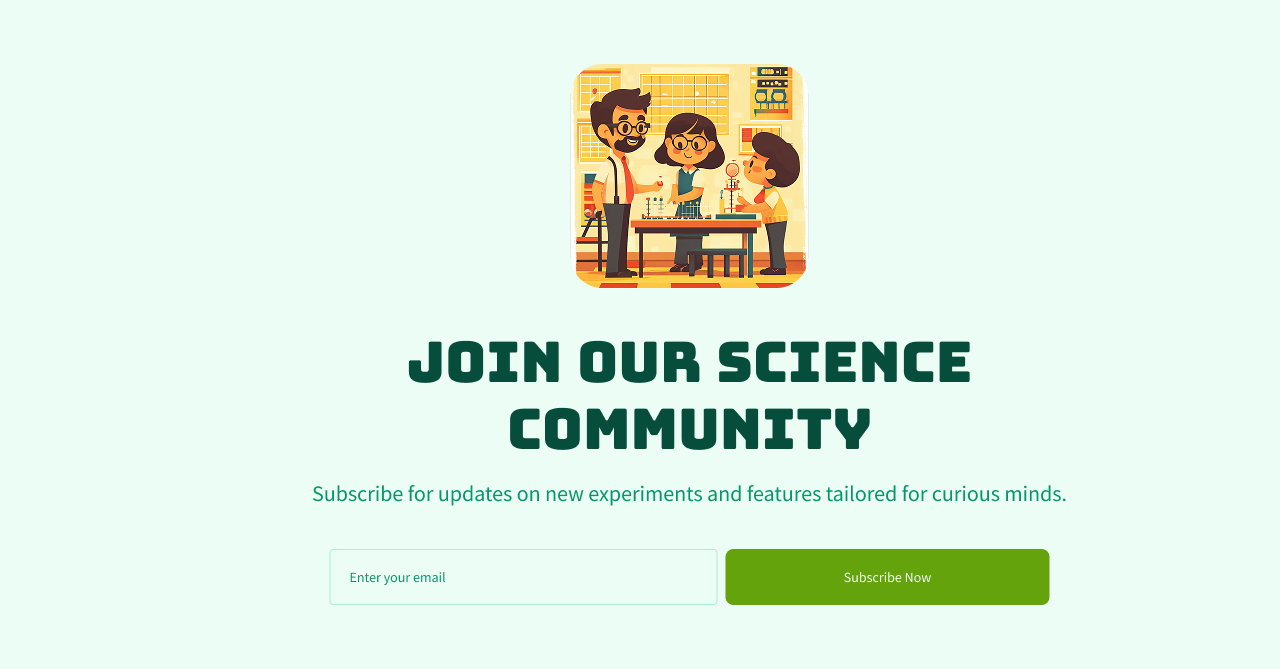 JOIN OUR SCIENCE
COMMUNITY
Subscribe for updates on new experiments and features tailored for curious minds.
Enter your email
Subscribe Now